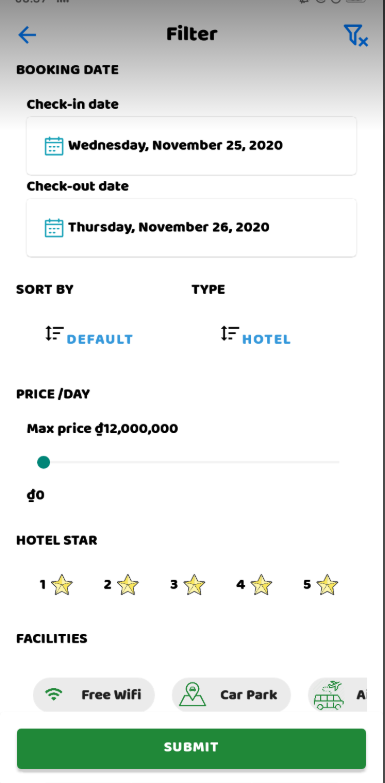 Filter
BOOKING DATE
Check-in date
Wednesday, November 25, 2020
Check-out date
Thursday, November 26, 2020
SORT BY TYPE
DEFAULT HOTEL
PRICE /DAY
Max price ₫12,000,000
₫0
HOTEL STAR
1 2 3 4 5
FACILITIES
Free Wifi Car Park
SUBMIT